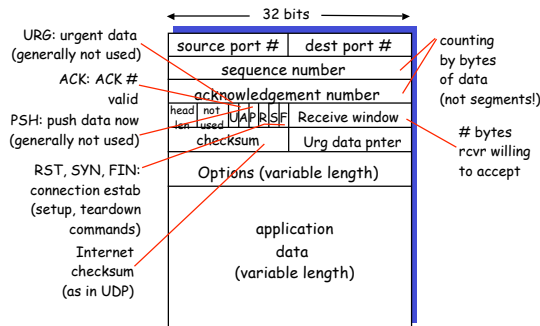 32 bits
URG: urgent data
(generally not used)
ACK: ACK #
valid
PSH: push data now
(generally not used)
RST, SYN, FIN:
connection estab
(setup, teardown
commands)
Internet
checksum
(as in UDP)
source port #
dest port #
sequence number
acknowledgement number
head
len
not
used
U A P R S F
Receive window
checksum
Urg data pnter
Options (variable length)
application
data
(variable length)
counting
by bytes
of data
(not segments!)
# bytes
rcvr willing
to accept